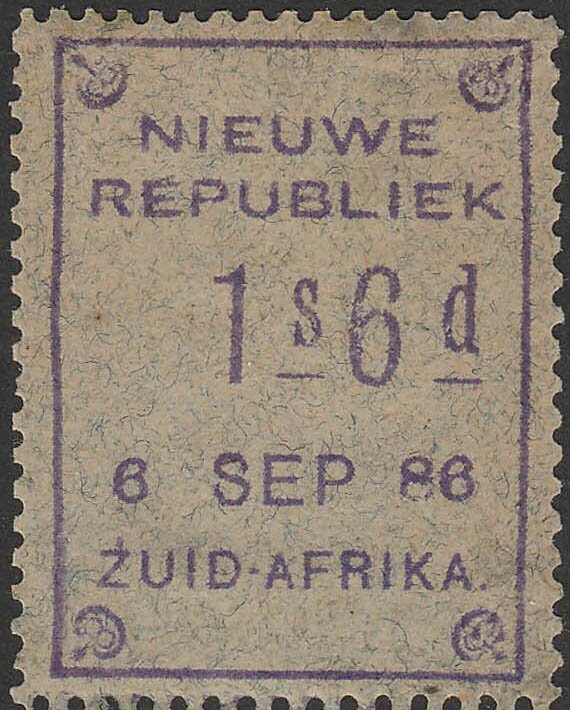 NIEUWE
REPUBLIEK
1s6d
6 SEP 86
ZUID-AFRIKA.